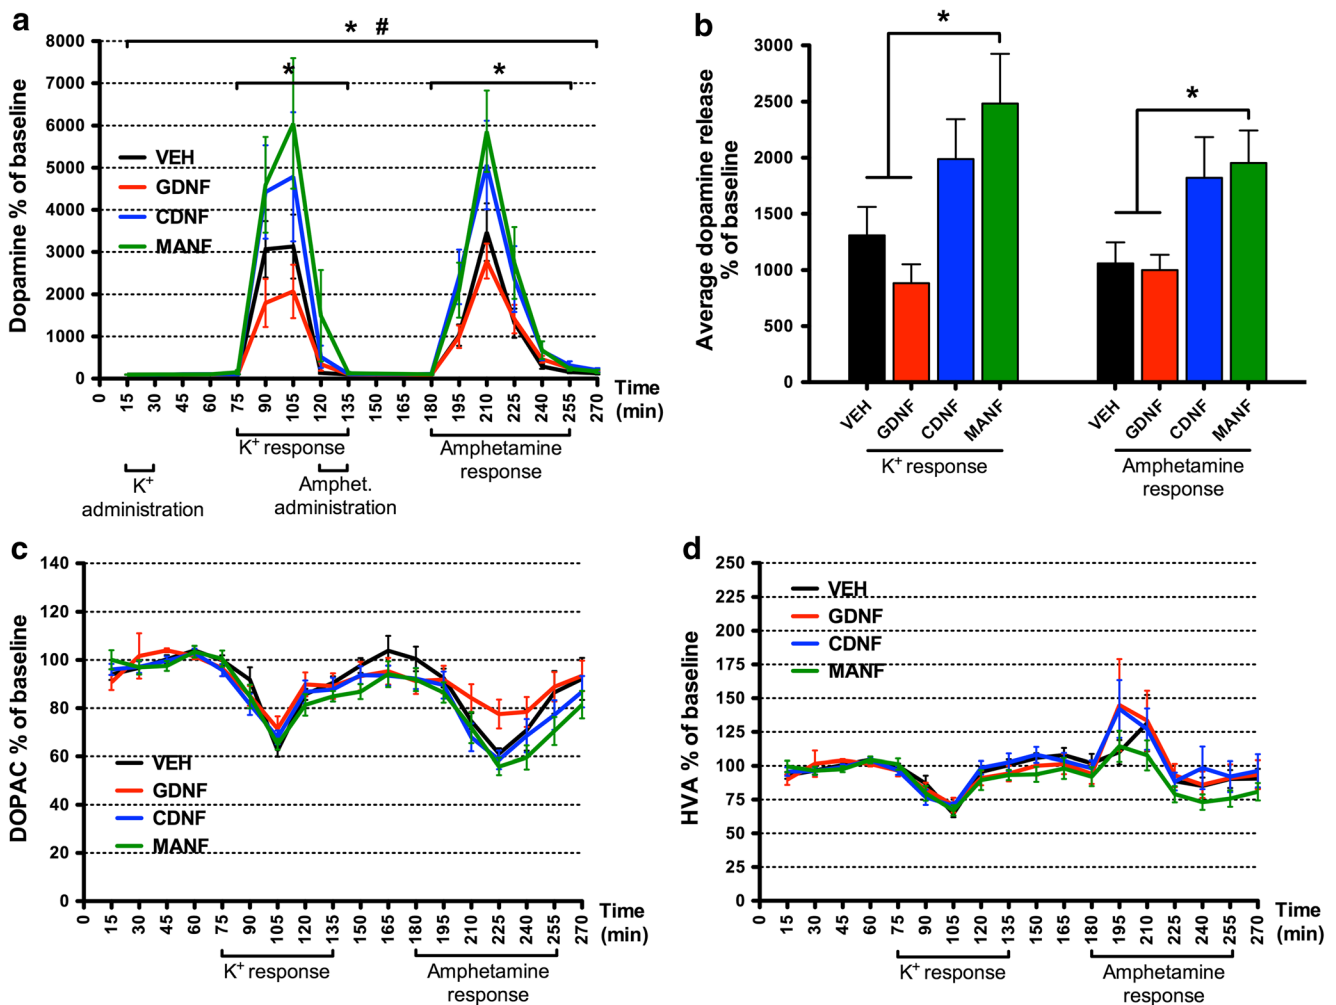 a
* #
Dopamine % of baseline
8000
7000
6000
5000
4000
3000
2000
1000
0
*
*
VEH
GDNF
CDNF
MANF
0 15 30 45 60 75 90 105 120 135 150 165 180 195 210 225 240 255 270
Time
(min)
K+ response
Amphetamine
response
K+
administration
Amphet.
administration
b
Average dopamine release
% of baseline
3000
2500
2000
1500
1000
500
0
*
*
VEH GDNF CDNF MANF
VEH GDNF CDNF MANF
K+ response
Amphetamine
response
c
DOPAC % of baseline
140
120
100
80
60
40
20
0
VEH
GDNF
CDNF
MANF
0 15 30 45 60 75 90 105 120 135 150 165 180 195 210 225 240 255 270
Time
(min)
K+ response
Amphetamine
response
d
HVA % of baseline
250
225
200
175
150
125
100
75
50
25
0
VEH
GDNF
CDNF
MANF
0 15 30 45 60 75 90 105 120 135 150 165 180 195 210 225 240 255 270
Time
(min)
K+ response
Amphetamine
response